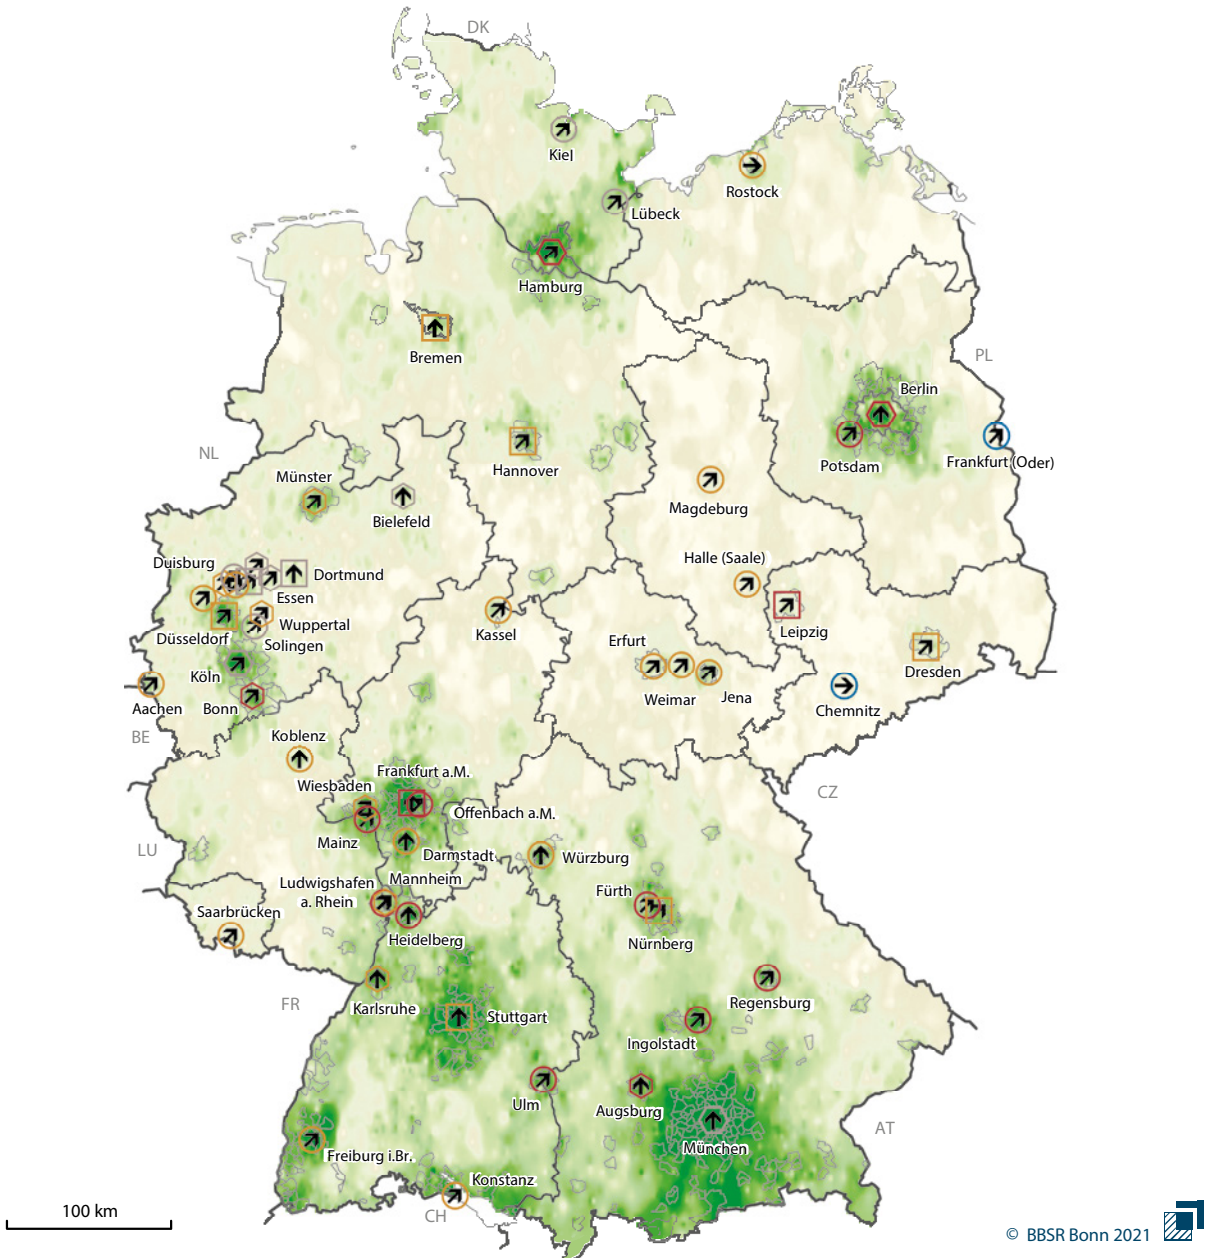 DK
Kiel
Rostock
Lübeck
Hamburg
Bremen
PL
Berlin
NL
Hannover
Potsdam
Frankfurt (Oder)
Münster
Bielefeld
Magdeburg
Duisburg
Dortmund
Halle (Saale)
Essen
Wuppertal
Düsseldorf
Solingen
Kassel
Erfurt
Leipzig
Köln
Dresden
Aachen
Bonn
Weimar
Jena
Chemnitz
BE
Koblenz
Frankfurt a.M.
Wiesbaden
CZ
Offenbach a.M.
Mainz
LU
Darmstadt
Würzburg
Ludwigshafen
a. Rhein
Mannheim
Fürth
Saarbrücken
Heidelberg
Nürnberg
FR
Karlsruhe
Regensburg
Stuttgart
Ingolstadt
Ulm
Augsburg
AT
München
Freiburg i.Br.
Konstanz
CH
100 km
© BBSR Bonn 2021